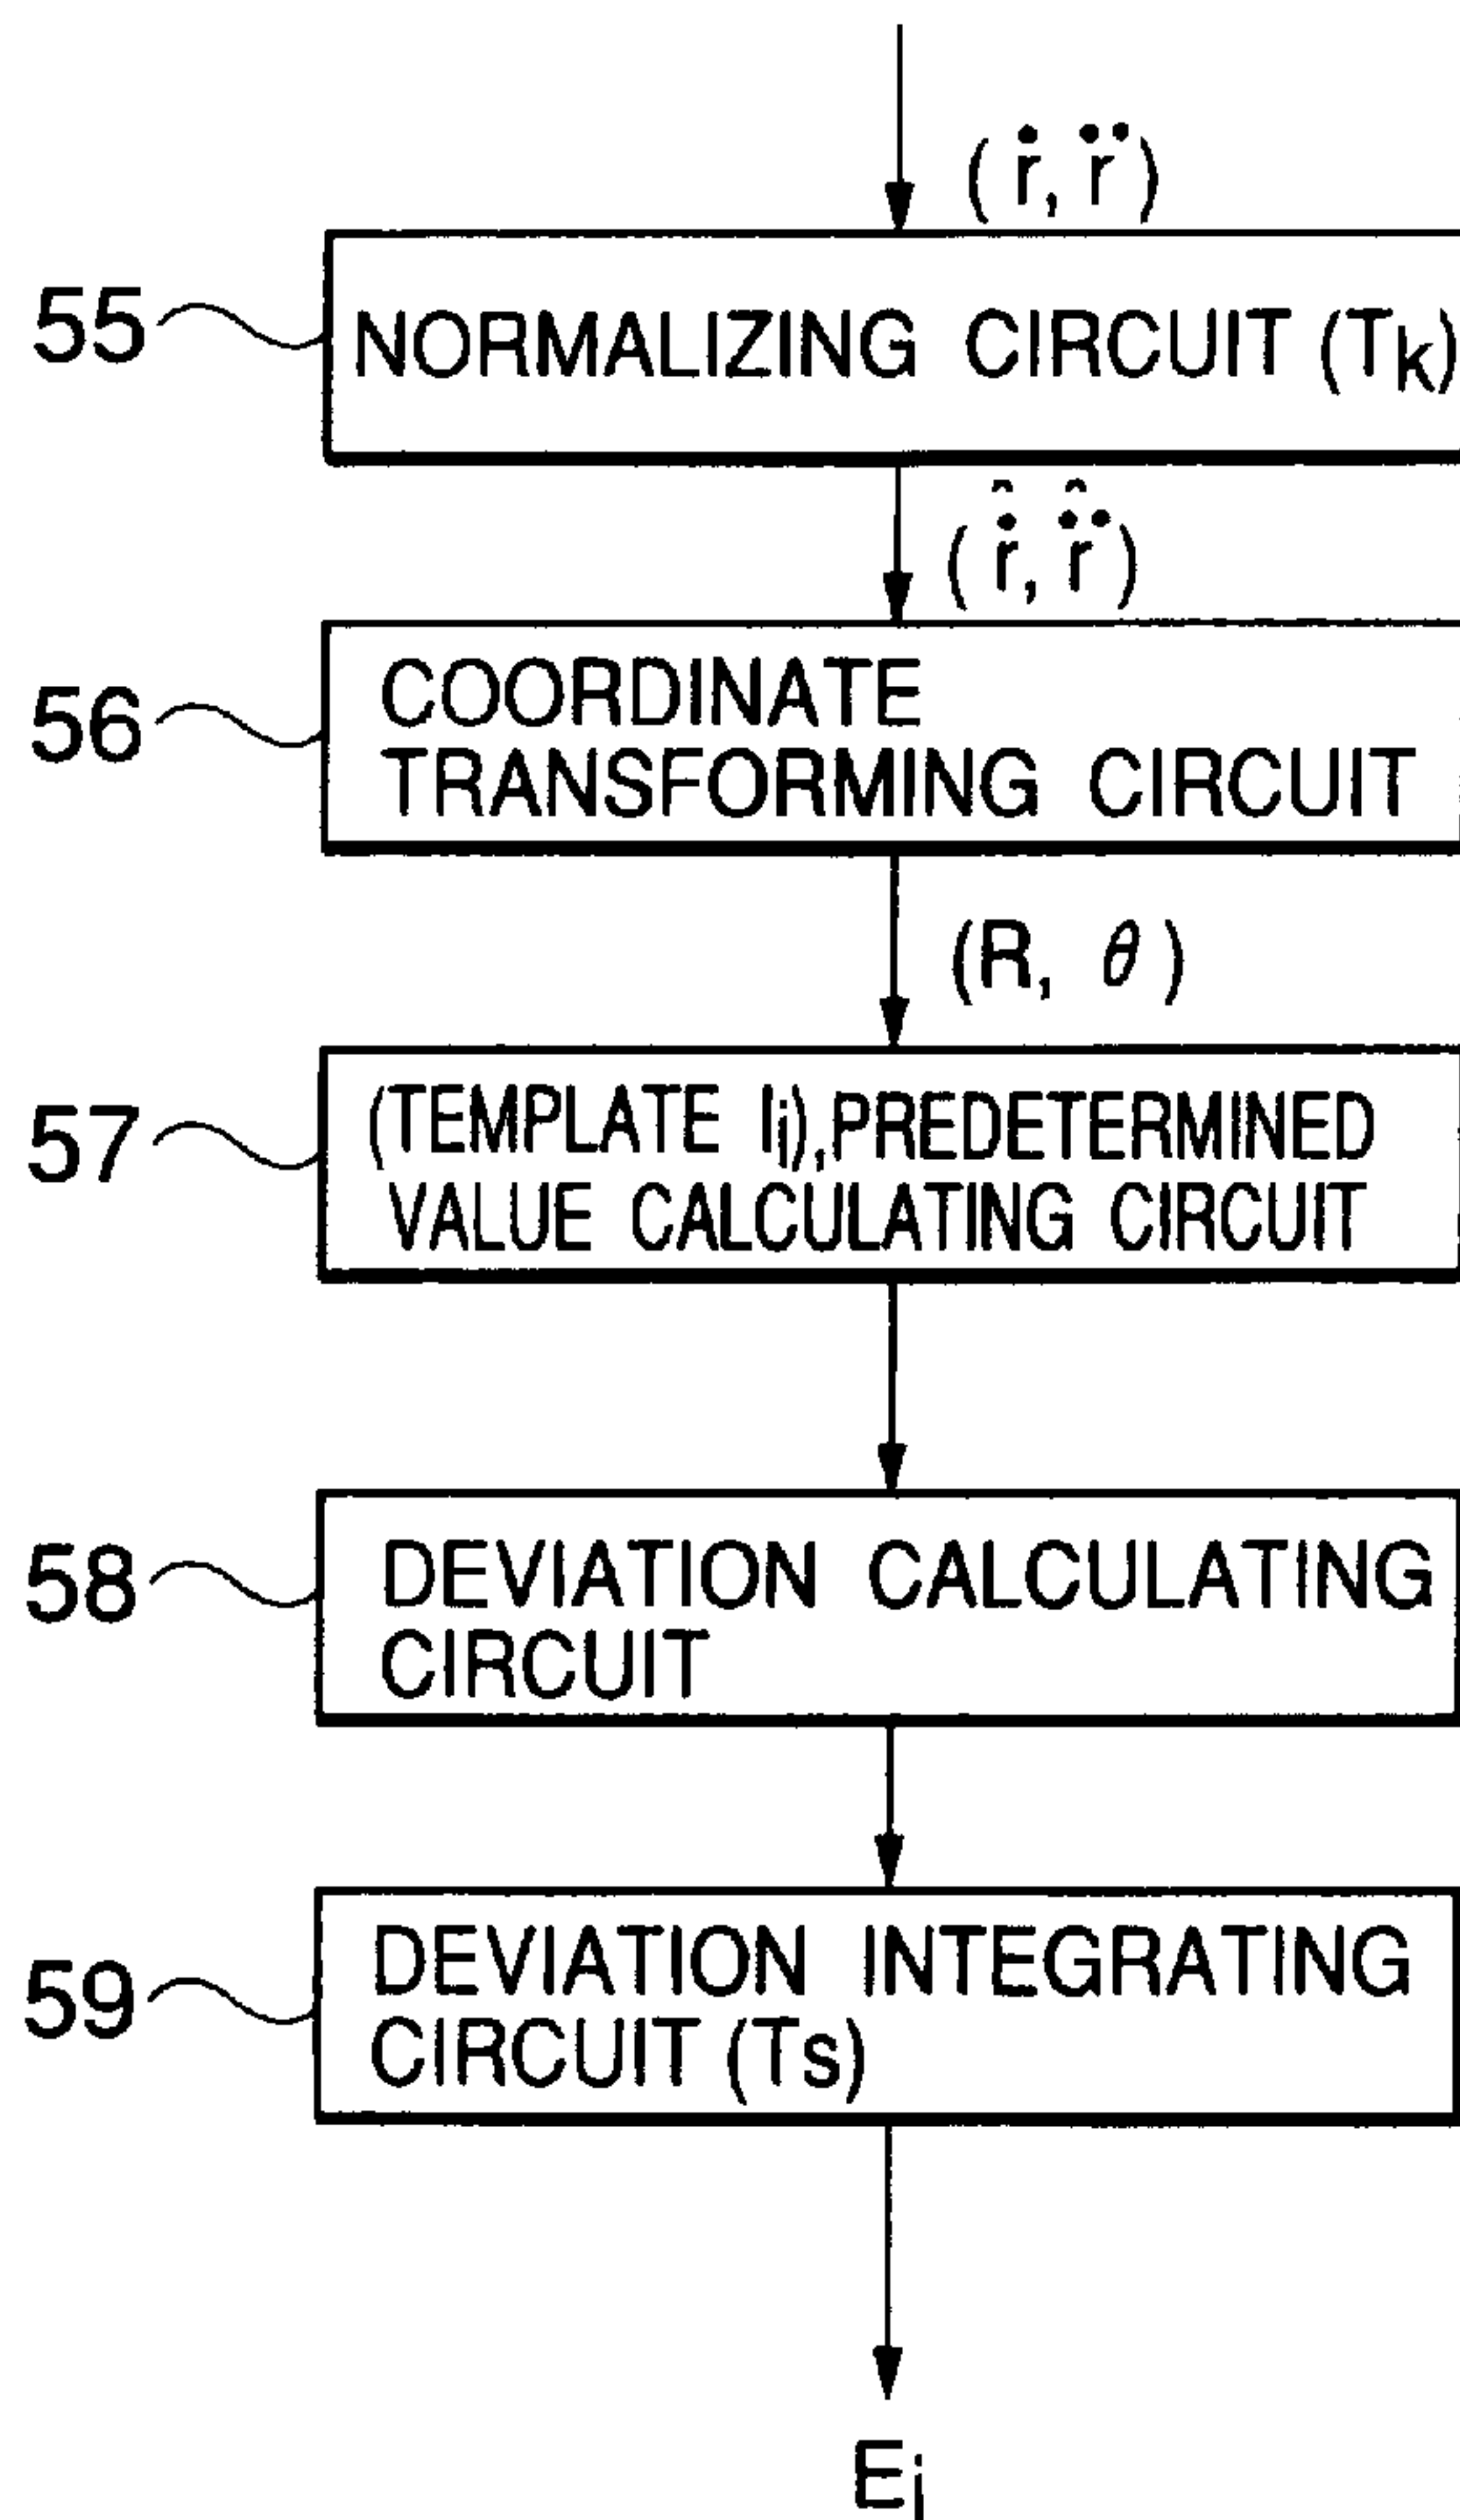 (ṙ, r̈)
55
NORMALIZING CIRCUIT (Tk)
(ṙ̂, r̈̂)
56
COORDINATE
TRANSFORMING CIRCUIT
(R, θ)
57
(TEMPLATE lj),PREDETERMINED
VALUE CALCULATING CIRCUIT
58
DEVIATION CALCULATING
CIRCUIT
59
DEVIATION INTEGRATING
CIRCUIT (Ts)
Ej